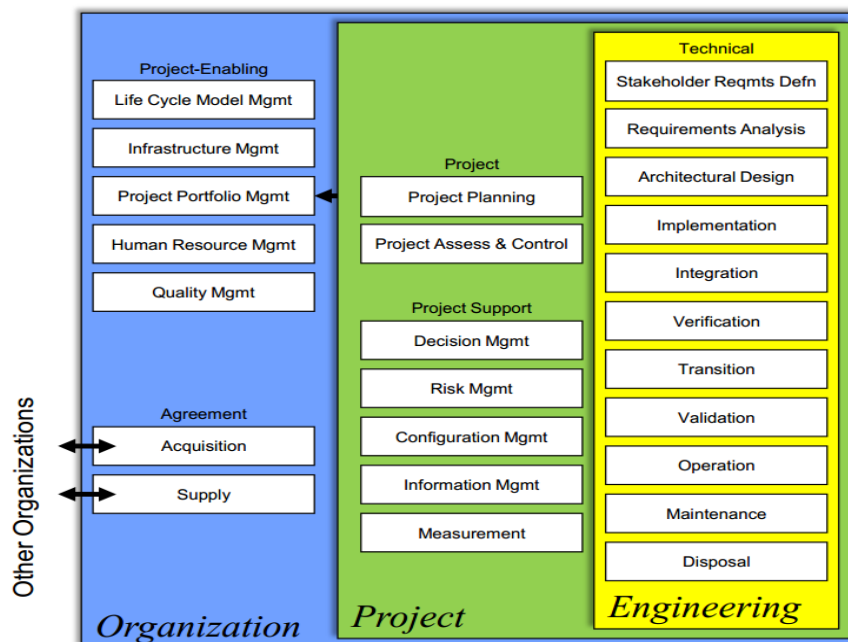 Other Organizations
Project-Enabling
Life Cycle Model Mgmt
Infrastructure Mgmt
Project Portfolio Mgmt
Human Resource Mgmt
Quality Mgmt
Agreement
Acquisition
Supply
Organization
Project
Project Planning
Project Assess & Control
Project Support
Decision Mgmt
Risk Mgmt
Configuration Mgmt
Information Mgmt
Measurement
Project
Technical
Stakeholder Reqmts Defn
Requirements Analysis
Architectural Design
Implementation
Integration
Verification
Transition
Validation
Operation
Maintenance
Disposal
Engineering